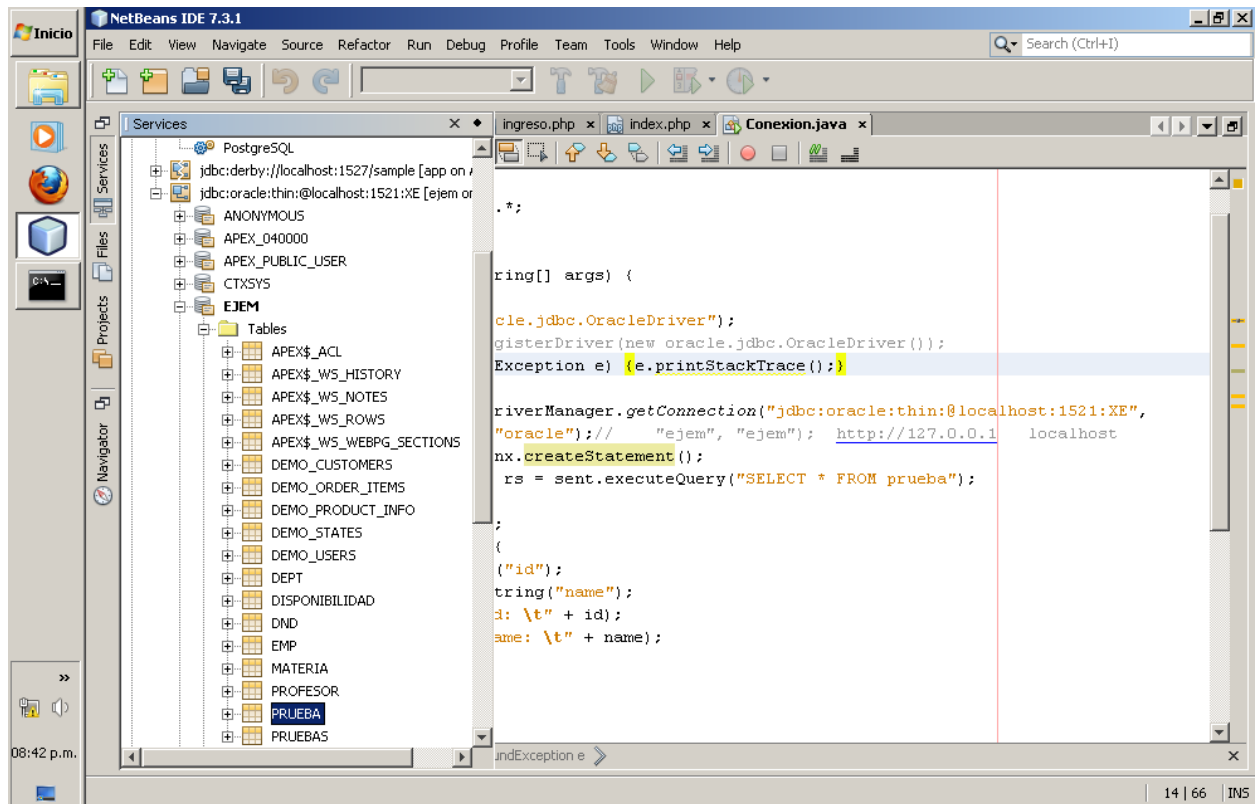 Inicio
NetBeans IDE 7.3.1
File Edit View Navigate Source Refactor Run Debug Profile Team Tools Window Help
Search (Ctrl+I)
Services
ingreso.php
index.php
Conexion.java
Services
Files
Projects
Navigator
PostgreSQL
jdbc:derby://localhost:1527/sample [app on
jdbc:oracle:thin:@localhost:1521:XE [ejem or
ANONYMOUS
APEX_040000
APEX_PUBLIC_USER
CTXSYS
EJEM
Tables
APEX$_ACL
APEX$_WS_HISTORY
APEX$_WS_NOTES
APEX$_WS_ROWS
APEX$_WS_WEBPG_SECTIONS
DEMO_CUSTOMERS
DEMO_ORDER_ITEMS
DEMO_PRODUCT_INFO
DEMO_STATES
DEMO_USERS
DEPT
DISPONIBILIDAD
DND
EMP
MATERIA
PROFESOR
PRUEBA
PRUEBAS
.*;
ring[] args) {
cle.jdbc.OracleDriver");
gisterDriver(new oracle.jdbc.OracleDriver());
Exception e) {e.printStackTrace();}
riverManager.getConnection("jdbc:oracle:thin:@localhost:1521:XE",
"oracle");// "ejem", "ejem"); http://127.0.0.1 localhost
nx.createStatement();
rs = sent.executeQuery("SELECT * FROM prueba");
;
{
("id");
tring("name");
d: \t" + id);
ame: \t" + name);
undException e
08:42 p.m.
14 | 66 INS